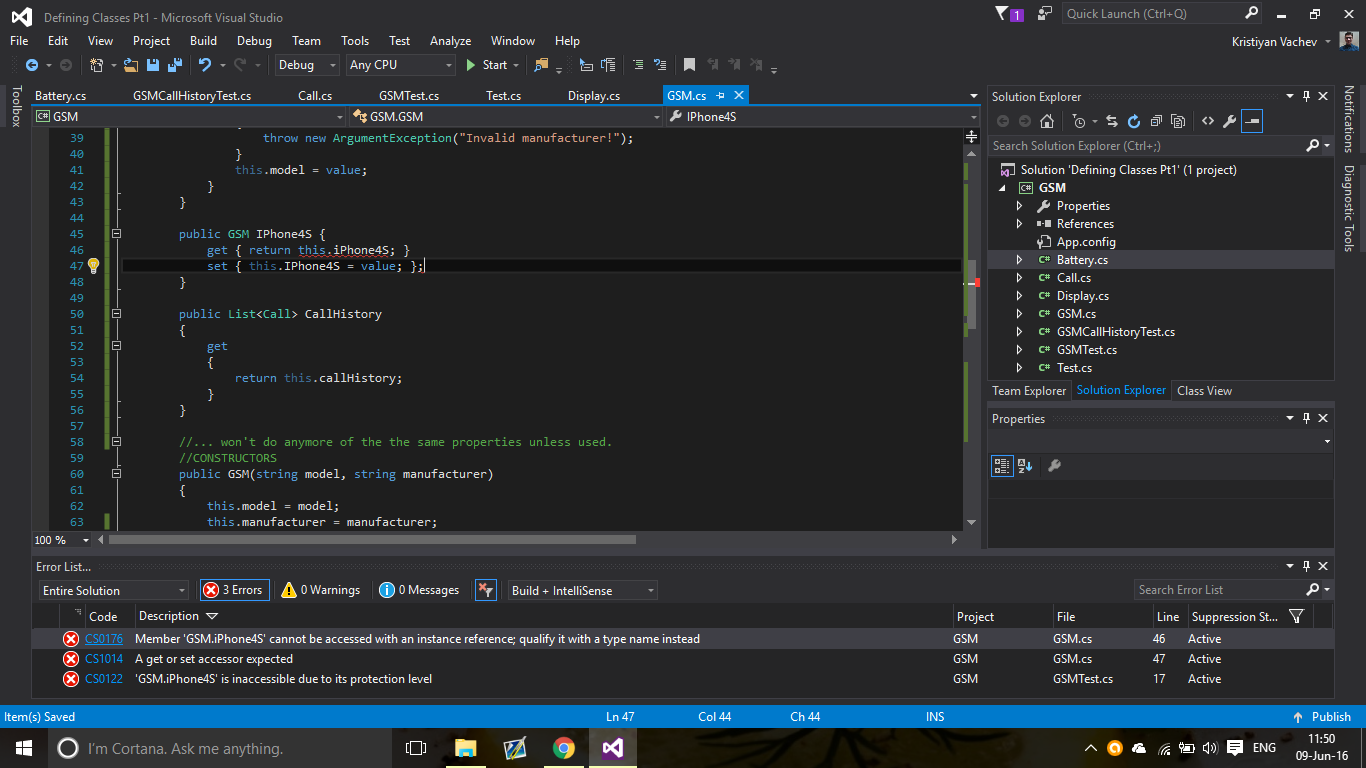 Defining Classes Pt1 - Microsoft Visual Studio
1
Quick Launch (Ctrl+Q)
File Edit View Project Build Debug Team Tools Test Analyze Window Help
Kristiyan Vachev
Debug Any CPU Start
Toolbox
Battery.cs GSMCallHistoryTest.cs Call.cs GSMTest.cs Test.cs Display.cs GSM.cs
C# GSM GSM.GSM IPhone4S
39 throw new ArgumentException("Invalid manufacturer!");
40 }
41 this.model = value;
42 }
43 }
44
45 public GSM IPhone4S {
46 get { return this.iPhone4S; }
47 set { this.IPhone4S = value; };
48 }
49
50 public List<Call> CallHistory
51 {
52 get
53 {
54 return this.callHistory;
55 }
56 }
57
58 //... won't do anymore of the the same properties unless used.
59 //CONSTRUCTORS
60 public GSM(string model, string manufacturer)
61 {
62 this.model = model;
63 this.manufacturer = manufacturer;
100 %
Solution Explorer
Search Solution Explorer (Ctrl+;)
Solution 'Defining Classes Pt1' (1 project)
C# GSM
Properties
References
App.config
C# Battery.cs
C# Call.cs
C# Display.cs
C# GSM.cs
C# GSMCallHistoryTest.cs
C# GSMTest.cs
C# Test.cs
Team Explorer Solution Explorer Class View
Properties
Notifications
Diagnostic Tools
Error List...
Entire Solution 3 Errors 0 Warnings 0 Messages Build + IntelliSense Search Error List
Code Description Project File Line Suppression St...
CS0176 Member 'GSM.iPhone4S' cannot be accessed with an instance reference; qualify it with a type name instead GSM GSM.cs 46 Active
CS1014 A get or set accessor expected GSM GSM.cs 47 Active
CS0122 'GSM.iPhone4S' is inaccessible due to its protection level GSM GSMTest.cs 17 Active
Item(s) Saved Ln 47 Col 44 Ch 44 INS Publish
I'm Cortana. Ask me anything.
ENG
11:50
09-Jun-16